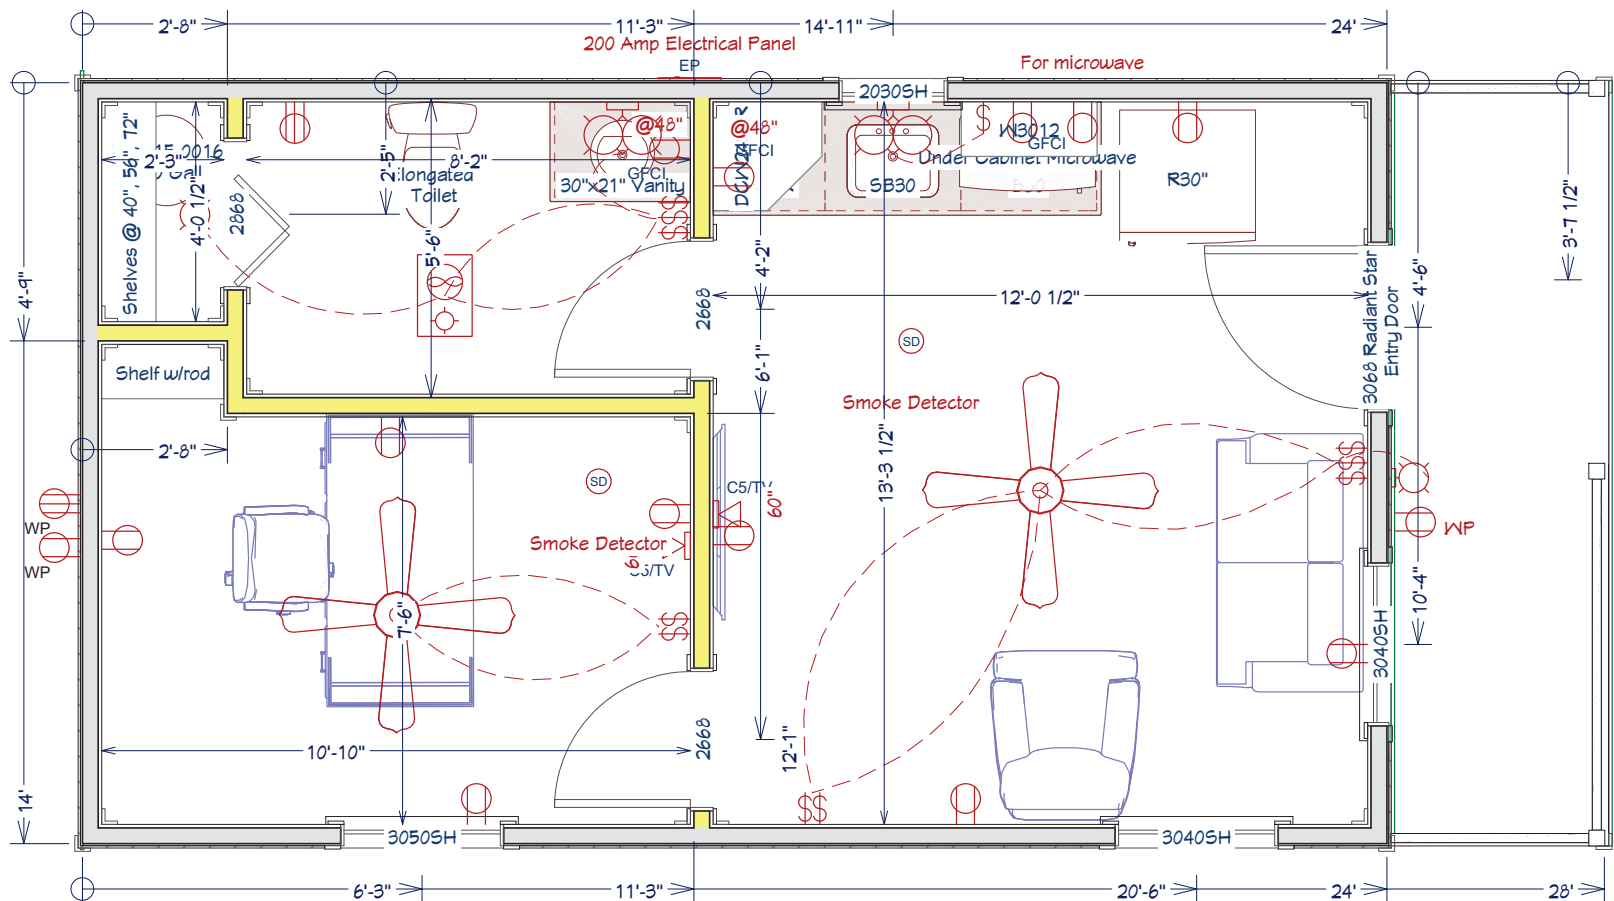 2'-8"
11'-3"
14'-11"
24'
200 Amp Electrical Panel
EP
For microwave
2030SH
Shelves @ 40", 56", 72"
2'-3"
4'-0 1/2"
2868
2'-5"
8'-2"
Elongated
Toilet
5'-6"
@48"
GFCI
30"x21" Vanity
@48"
GFCI
SB30
W3012
GFCI
Under Cabinet Microwave
R30"
3'-7 1/2"
4'-9"
4'-2"
2668
12'-0 1/2"
4'-6"
3068 Radiant Star
Entry Door
SD
Shelf w/rod
6'-1"
Smoke Detector
2'-8"
13'-3 1/2"
SD
C5/TV
60"
WP
WP
WP
Smoke Detector
C5/TV
7'-6"
10'-4"
3040SH
10'-10"
2668
12'-1"
14'
3050SH
3040SH
6'-3"
11'-3"
20'-6"
24'
28'